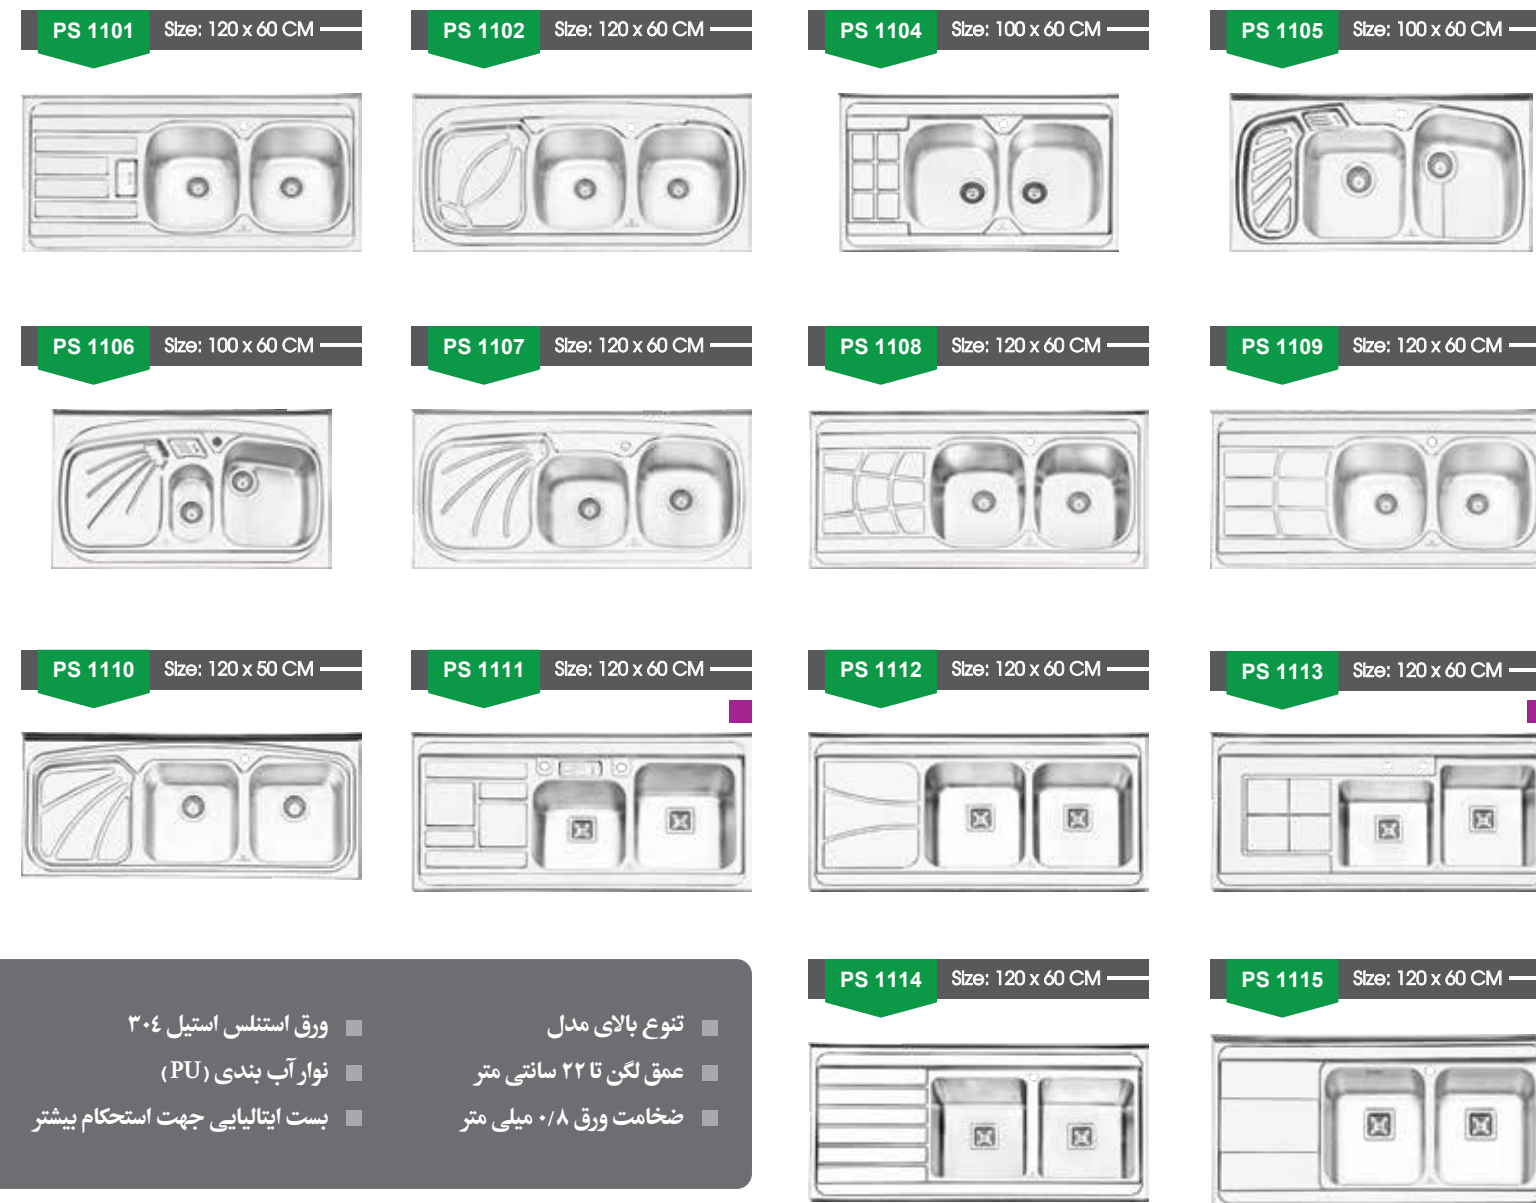 PS 1101 Size: 120 x 60 CM
PS 1102 Size: 120 x 60 CM
PS 1104 Size: 100 x 60 CM
PS 1105 Size: 100 x 60 CM
PS 1106 Size: 100 x 60 CM
PS 1107 Size: 120 x 60 CM
PS 1108 Size: 120 x 60 CM
PS 1109 Size: 120 x 60 CM
PS 1110 Size: 120 x 50 CM
PS 1111 Size: 120 x 60 CM
PS 1112 Size: 120 x 60 CM
PS 1113 Size: 120 x 60 CM
PS 1114 Size: 120 x 60 CM
PS 1115 Size: 120 x 60 CM
تنوع بالای مدل
عمق لگن تا ۲۲ سانتی متر
ضخامت ورق ۰/۸ میلی متر
ورق استنلس استیل ۳۰٤
نوار آب بندی (PU)
بست ایتالیایی جهت استحکام بیشتر